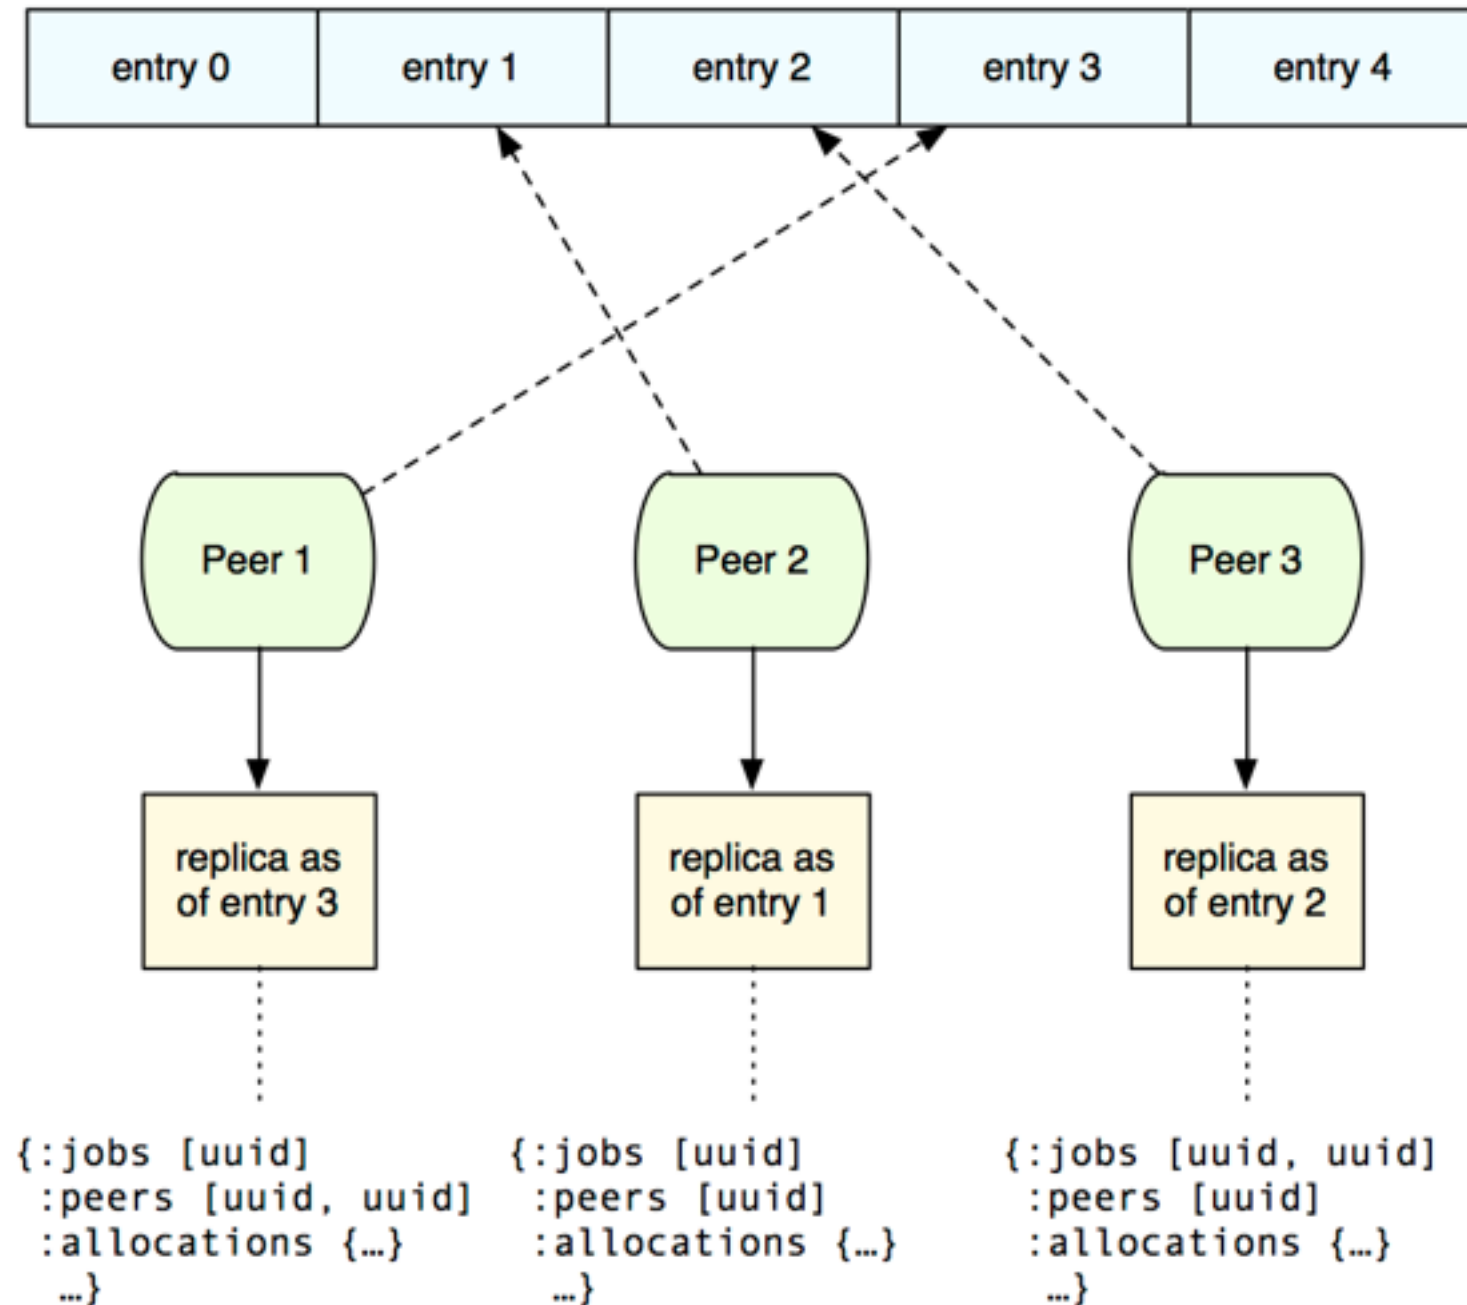 entry 0
entry 1
entry 2
entry 3
entry 4
Peer 1
Peer 2
Peer 3
replica as
of entry 3
replica as
of entry 1
replica as
of entry 2
{:jobs [uuid]
:peers [uuid, uuid]
:allocations {…}
…}
{:jobs [uuid]
:peers [uuid]
:allocations {…}
…}
{:jobs [uuid, uuid]
:peers [uuid]
:allocations {…}
…}